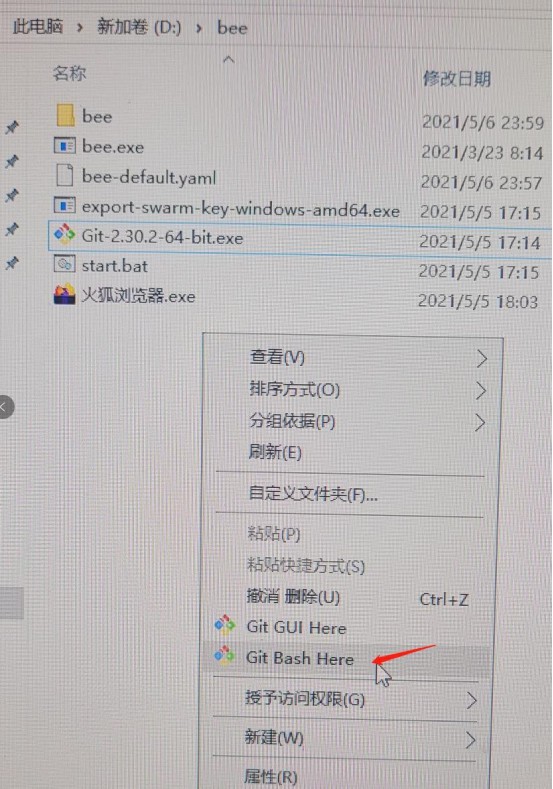 此电脑 > 新加卷 (D:) > bee
名称 修改日期
bee 2021/5/6 23:59
bee.exe 2021/3/23 8:14
bee-default.yaml 2021/5/6 23:57
export-swarm-key-windows-amd64.exe 2021/5/5 17:15
Git-2.30.2-64-bit.exe 2021/5/5 17:14
start.bat 2021/5/5 17:15
火狐浏览器.exe 2021/5/5 18:03
查看(V)
排序方式(O)
分组依据(P)
刷新(E)
自定义文件夹(F)...
粘贴(P)
粘贴快捷方式(S)
撤消 删除(U) Ctrl+Z
Git GUI Here
Git Bash Here
授予访问权限(G)
新建(W)
属性(R)